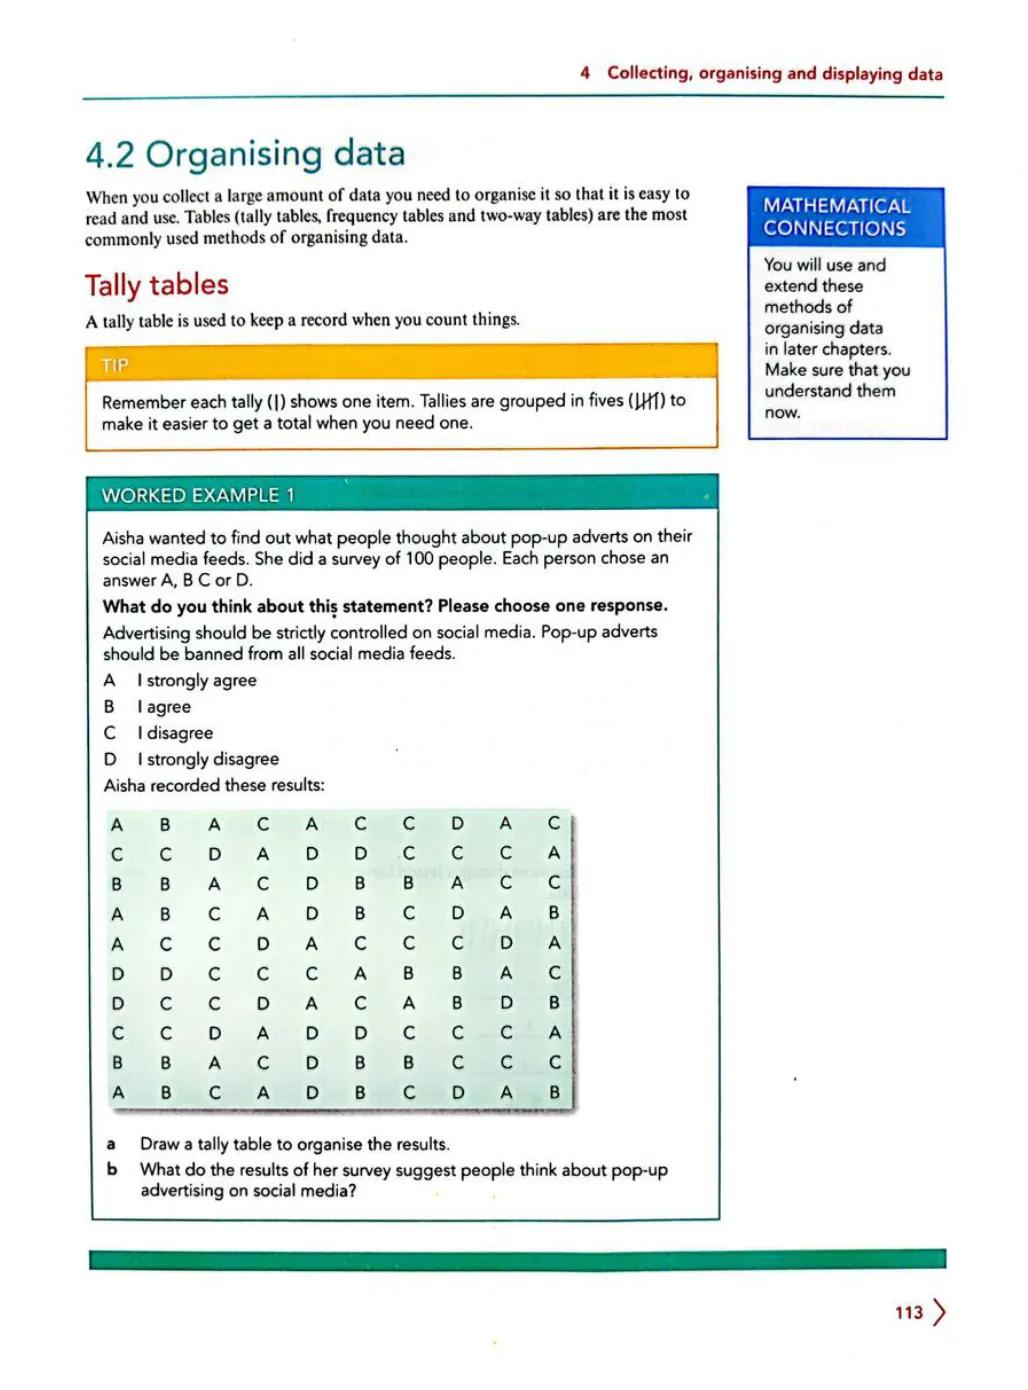 4 Collecting, organising and displaying data
4.2 Organising data
When you collect a large amount of data you need to organise it so that it is easy to
read and use. Tables (tally tables, frequency tables and two-way tables) are the most
commonly used methods of organising data.
Tally tables
A tally table is used to keep a record when you count things.
TIP
Remember each tally (|) shows one item. Tallies are grouped in fives (||||) to
make it easier to get a total when you need one.
MATHEMATICAL
CONNECTIONS
You will use and
extend these
methods of
organising data
in later chapters.
Make sure that you
understand them
now.
WORKED EXAMPLE 1
Aisha wanted to find out what people thought about pop-up adverts on their
social media feeds. She did a survey of 100 people. Each person chose an
answer A, B C or D.
What do you think about this statement? Please choose one response.
Advertising should be strictly controlled on social media. Pop-up adverts
should be banned from all social media feeds.
A I strongly agree
B I agree
C I disagree
D I strongly disagree
Aisha recorded these results:
A B A C A C C D A C
C C D A D D C C C A
B B A C D B B A C C
A B C A D B C D A B
A C C D A C C C D A
D D C C C A B B A C
D C C D A C A B D B
C C D A D D C C C A
B B A C D B B C C C
A B C A D B C D A B
a Draw a tally table to organise the results.
b What do the results of her survey suggest people think about pop-up
advertising on social media?
113